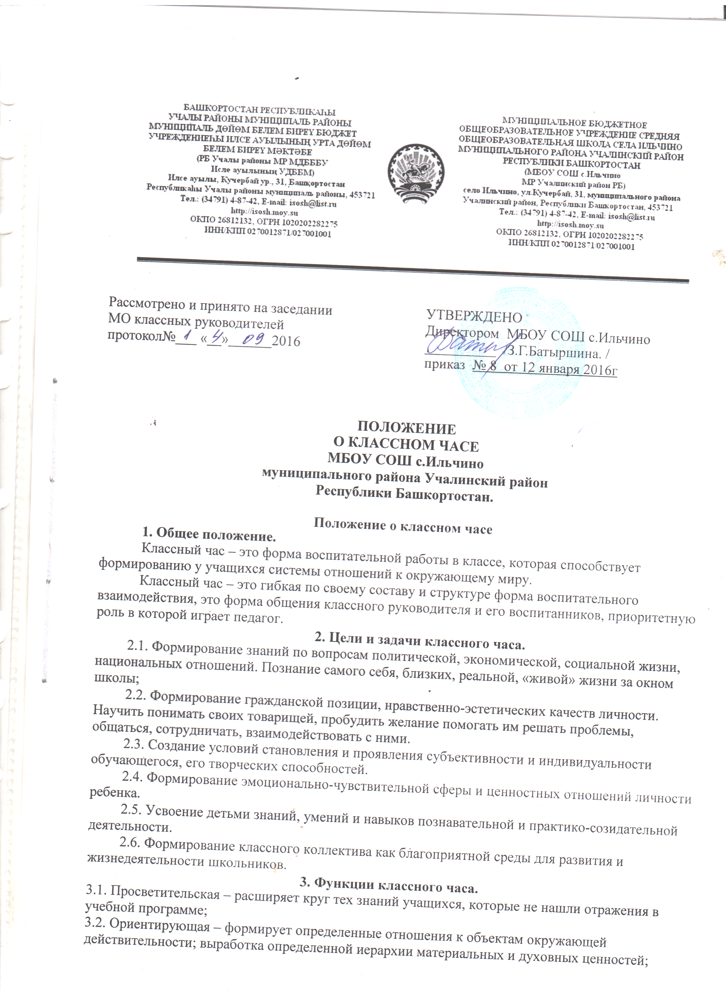 БАШКОРТОСТАН РЕСПУБЛИКАҺЫ
УЧАЛЫ РАЙОНЫ МУНИЦИПАЛЬ РАЙОНЫ
МУНИЦИПАЛЬ ДӨЙӨМ БЕЛЕМ БИРЕҮ БЮДЖЕТ
УЧРЕЖДЕНИЕҺЫ ИЛСЕ АУЫЛЫНЫҢ УРТА ДӨЙӨМ
БЕЛЕМ БИРЕҮ МӘКТӘБЕ
(РБ Учалы районы МР МДБББУ
Исле ауылының УДББМ)
Илсе ауылы, Кучербай ур., 31, Башҡортостан
Республикаһы Учалы районы муниципаль районы, 453721
Тел.: (34791) 4-87-42, E-mail: isosh@list.ru
http://isosh.moy.su
ОКПО 26812132, ОГРН 1020202282275
ИНН/КПП 0270012871/027001001
МУНИЦИПАЛЬНОЕ БЮДЖЕТНОЕ
ОБЩЕОБРАЗОВАТЕЛЬНОЕ УЧРЕЖДЕНИЕ СРЕДНЯЯ
ОБЩЕОБРАЗОВАТЕЛЬНАЯ ШКОЛА СЕЛА ИЛЬЧИНО
МУНИЦИПАЛЬНОГО РАЙОНА УЧАЛИНСКИЙ РАЙОН
РЕСПУБЛИКИ БАШКОРТОСТАН
(МБОУ СОШ с.Ильчино
МР Учалинский район РБ)
село Ильчино, ул.Кучербай, 31, муниципального района
Учалинский район, Республики Башкортостан, 453721
Тел.: (34791) 4-87-42, E-mail: isosh@list.ru
http://isosh.moy.su
ОКПО 26812132, ОГРН 1020202282275
ИНН/КПП 0270012871/027001001
Рассмотрено и принято на заседании
МО классных руководителей
протокол№ 1 «4» 09 2016
УТВЕРЖДЕНО
Директором МБОУ СОШ с.Ильчино
/З.Г.Батыршина. /
приказ № 8 от 12 января 2016г
ПОЛОЖЕНИЕ
О КЛАССНОМ ЧАСЕ
МБОУ СОШ с.Ильчино
муниципального района Учалинский район
Республики Башкортостан.
Положение о классном часе
1. Общее положение.
Классный час – это форма воспитательной работы в классе, которая способствует
формированию у учащихся системы отношений к окружающему миру.
Классный час – это гибкая по своему составу и структуре форма воспитательного
взаимодействия, это форма общения классного руководителя и его воспитанников, приоритетную
роль в которой играет педагог.
2. Цели и задачи классного часа.
2.1. Формирование знаний по вопросам политической, экономической, социальной жизни,
национальных отношений. Познание самого себя, близких, реальной, «живой» жизни за окном
школы;
2.2. Формирование гражданской позиции, нравственно-эстетических качеств личности.
Научить понимать своих товарищей, пробудить желание помогать им решать проблемы,
общаться, сотрудничать, взаимодействовать с ними.
2.3. Создание условий становления и проявления субъективности и индивидуальности
обучающегося, его творческих способностей.
2.4. Формирование эмоционально-чувствительной сферы и ценностных отношений личности
ребенка.
2.5. Усвоение детьми знаний, умений и навыков познавательной и практико-созидательной
деятельности.
2.6. Формирование классного коллектива как благоприятной среды для развития и
жизнедеятельности школьников.
3. Функции классного часа.
3.1. Просветительская – расширяет круг тех знаний учащихся, которые не нашли отражения в
учебной программе;
3.2. Ориентирующая – формирует определенные отношения к объектам окружающей
действительности; выработка определенной иерархии материальных и духовных ценностей;